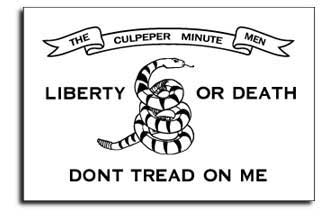 THE CULPEPER MINUTE MEN
LIBERTY OR DEATH
DONT TREAD ON ME